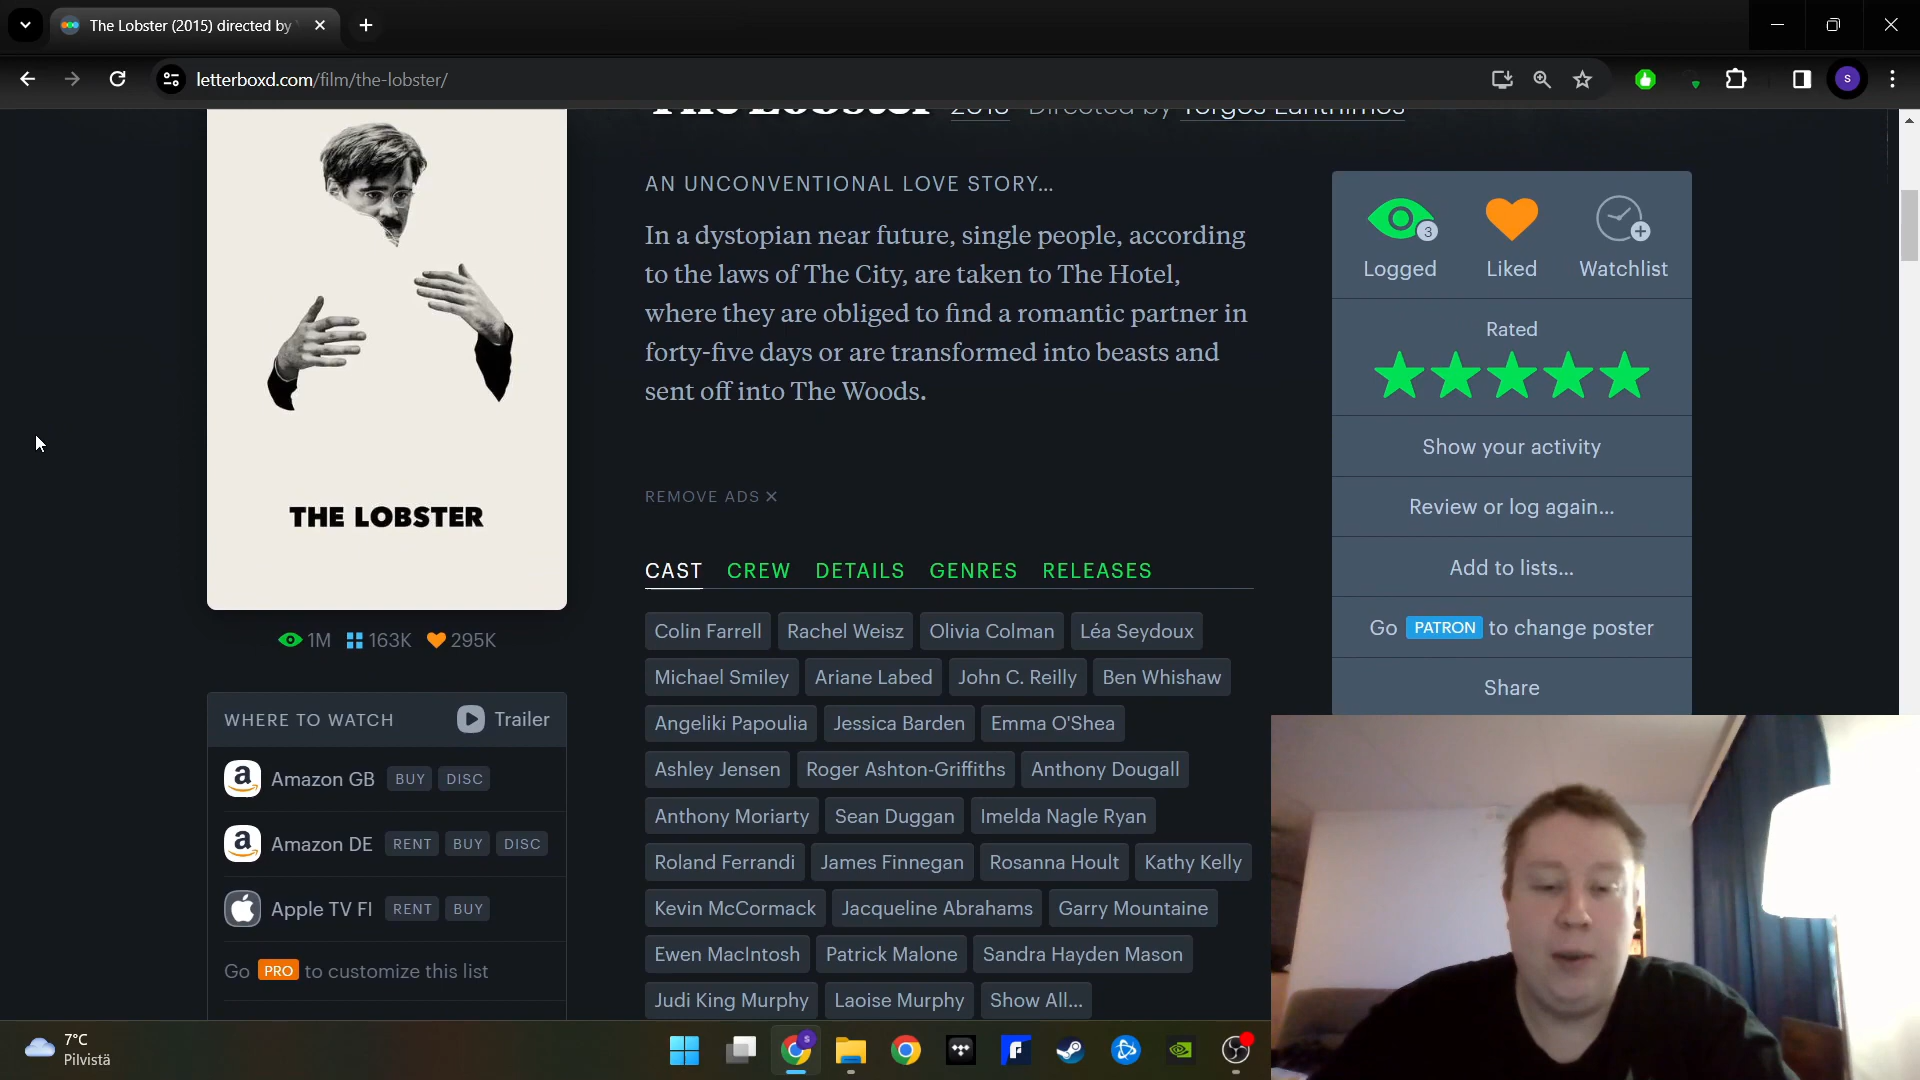 The Lobster (2015) directed by
letterboxd.com/film/the-lobster/
S
The Lobster 2015 Directed by Yorgos Lanthimos
AN UNCONVENTIONAL LOVE STORY...
In a dystopian near future, single people, according
to the laws of The City, are taken to The Hotel,
where they are obliged to find a romantic partner in
forty-five days or are transformed into beasts and
sent off into The Woods.
REMOVE ADS
THE LOBSTER
1M 163K 295K
WHERE TO WATCH Trailer
Amazon GB BUY DISC
Amazon DE RENT BUY DISC
Apple TV FI RENT BUY
Go PRO to customize this list
CAST CREW DETAILS GENRES RELEASES
Colin Farrell Rachel Weisz Olivia Colman Léa Seydoux
Michael Smiley Ariane Labed John C. Reilly Ben Whishaw
Angeliki Papoulia Jessica Barden Emma O'Shea
Ashley Jensen Roger Ashton-Griffiths Anthony Dougall
Anthony Moriarty Sean Duggan Imelda Nagle Ryan
Roland Ferrandi James Finnegan Rosanna Hoult Kathy Kelly
Kevin McCormack Jacqueline Abrahams Garry Mountaine
Ewen MacIntosh Patrick Malone Sandra Hayden Mason
Judi King Murphy Laoise Murphy Show All...
3
Logged Liked Watchlist
Rated
Show your activity
Review or log again...
Add to lists...
Go PATRON to change poster
Share
7°C
Pilvistä